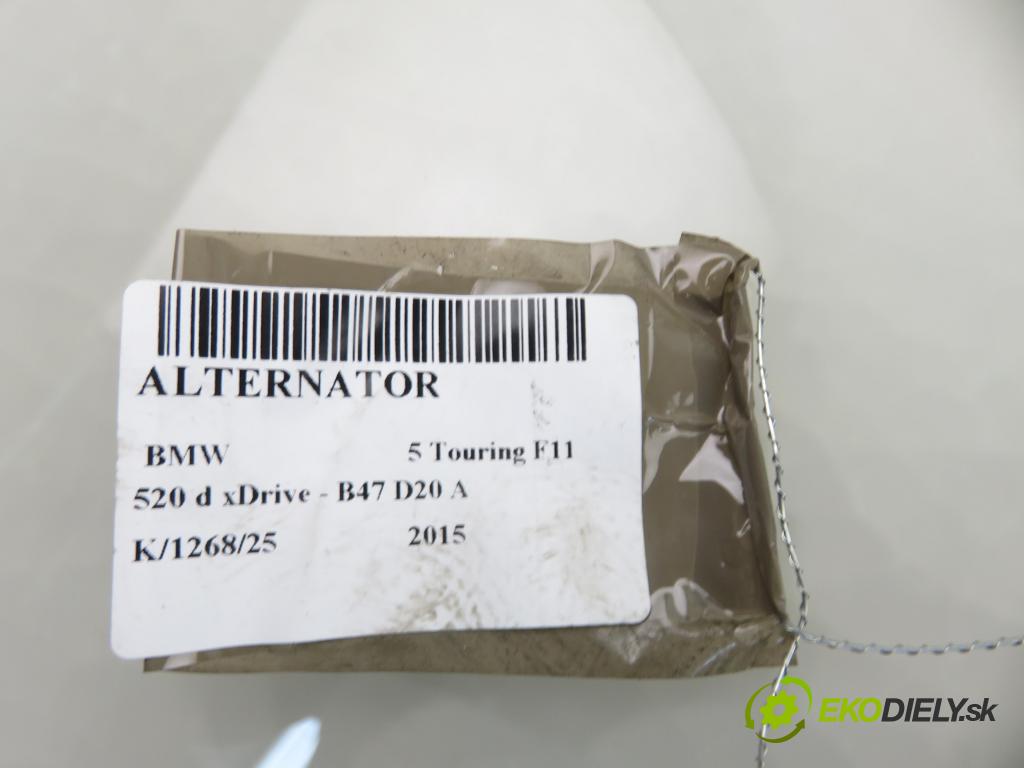 ALTERNATOR
BMW 5 Touring F11
520 d xDrive - B47 D20 A
K/1268/25 2015
EKODIELY.sk